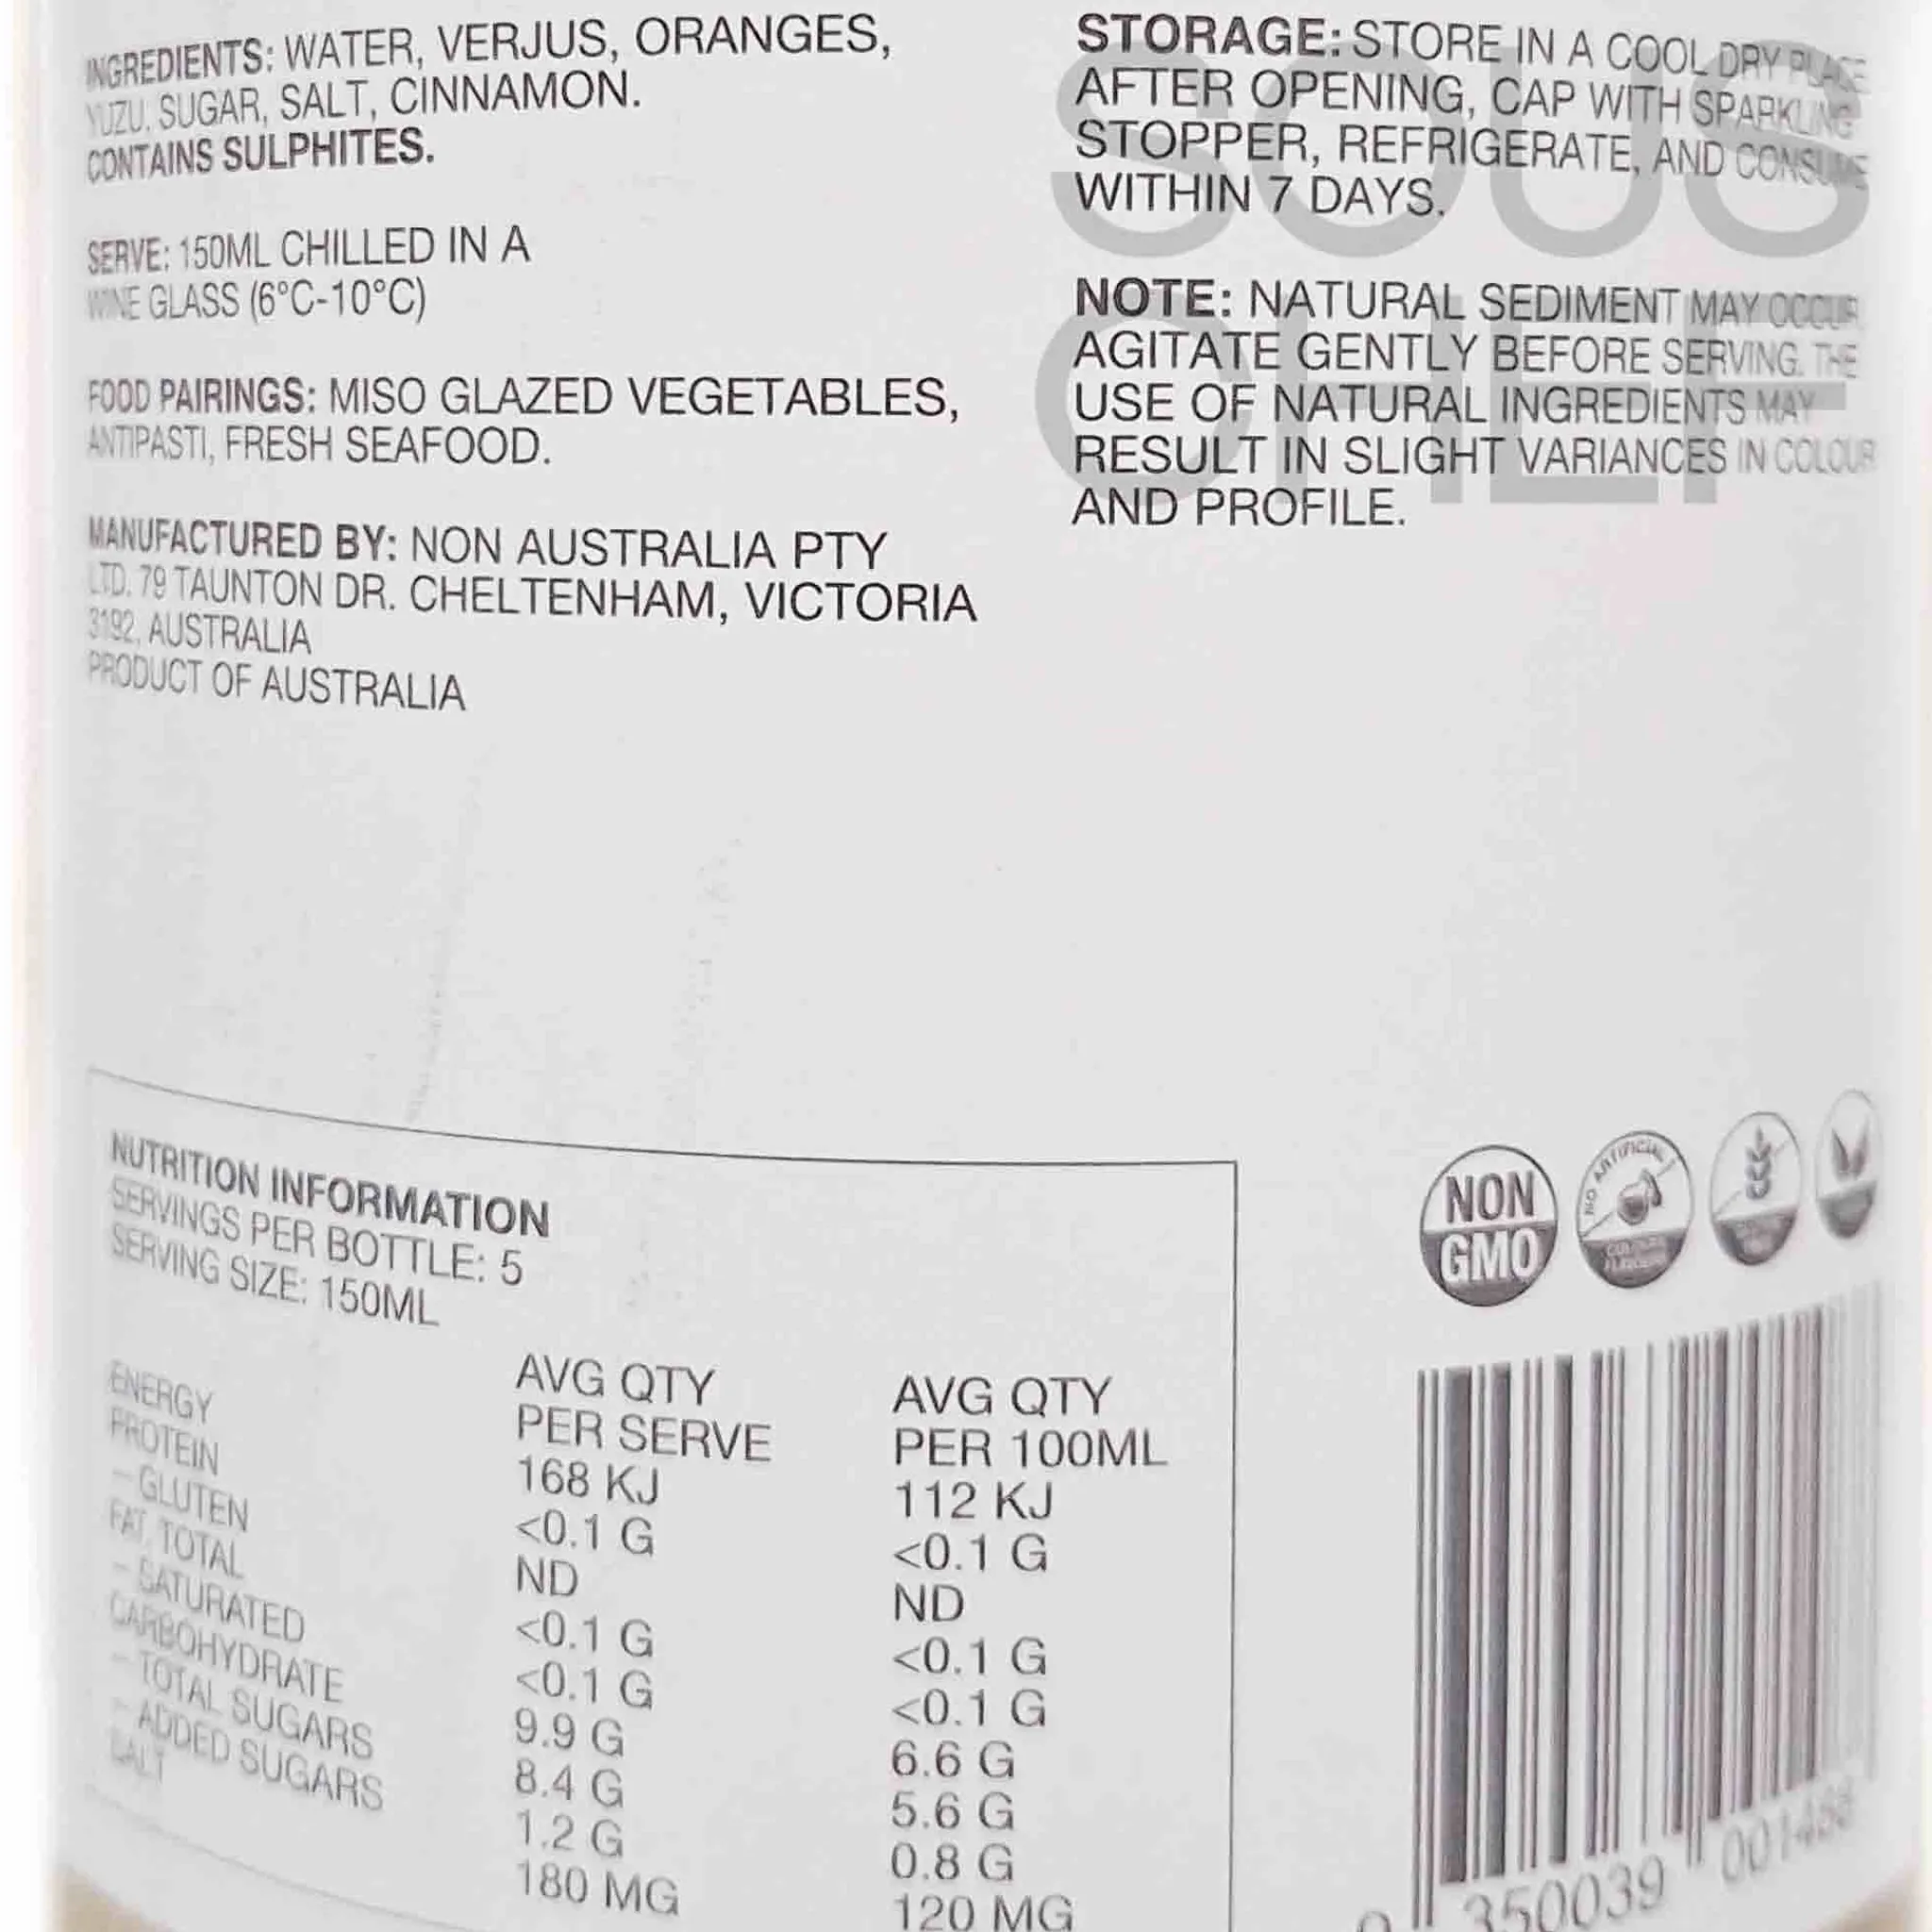 INGREDIENTS: WATER, VERJUS, ORANGES,
YUZU, SUGAR, SALT, CINNAMON.
CONTAINS SULPHITES.
SERVE: 150ML CHILLED IN A
WINE GLASS (6°C-10°C)
FOOD PAIRINGS: MISO GLAZED VEGETABLES,
ANTIPASTI, FRESH SEAFOOD.
MANUFACTURED BY: NON AUSTRALIA PTY
LTD. 79 TAUNTON DR. CHELTENHAM, VICTORIA
3192, AUSTRALIA
PRODUCT OF AUSTRALIA
STORAGE: STORE IN A COOL DRY PLACE
AFTER OPENING, CAP WITH SPARKLING
STOPPER, REFRIGERATE, AND CONSUME
WITHIN 7 DAYS.
NOTE: NATURAL SEDIMENT MAY OCCUR
AGITATE GENTLY BEFORE SERVING. THE
USE OF NATURAL INGREDIENTS MAY
RESULT IN SLIGHT VARIANCES IN COLOUR
AND PROFILE.
SOUS
CHEF
NUTRITION INFORMATION
SERVINGS PER BOTTLE: 5
SERVING SIZE: 150ML
AVG QTY AVG QTY
PER SERVE PER 100ML
ENERGY 168 KJ 112 KJ
PROTEIN <0.1 G <0.1 G
- GLUTEN ND ND
FAT, TOTAL <0.1 G <0.1 G
- SATURATED <0.1 G <0.1 G
CARBOHYDRATE 9.9 G 6.6 G
- TOTAL SUGARS 8.4 G 5.6 G
- ADDED SUGARS 1.2 G 0.8 G
SALT 180 MG 120 MG
NON
GMO
NO ARTIFICIAL
9 350039